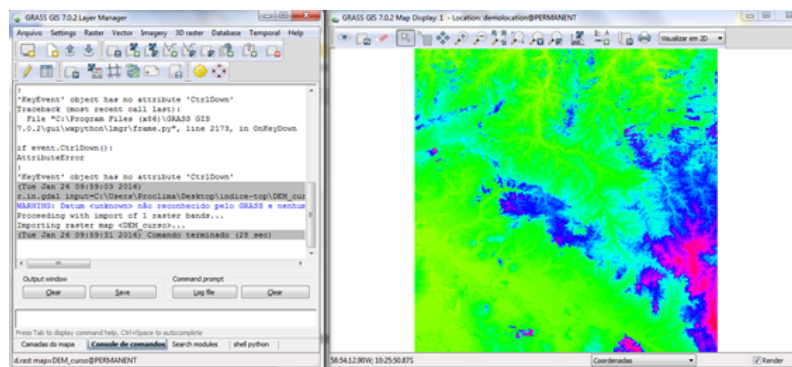 GRASS GIS 7.0.2 Layer Manager
Arquivo Settings Raster Vector Imagery 3D raster Database Temporal Help
(
'KeyEvent' object has no attribute 'CtrlDown'
Traceback (most recent call last):
File "C:\Program Files (x86)\GRASS GIS
7.0.2\gui\wxpython\lmgr\frame.py", line 2173, in OnKeyDown
if event.CtrlDown():
AttributeError
:
'KeyEvent' object has no attribute 'CtrlDown'
(Tue Jan 26 09:59:03 2016)
r.in.gdal input=C:\Users\Proclima\Desktop\indice-top\DEM_cur
WARNING: Datum <unknown> não reconhecido pelo GRASS e nenhum
Proceeding with import of 1 raster bands...
Importing raster map <DEM_curso>...
(Tue Jan 26 09:59:31 2016) Comando terminado (28 sec)
Output window
Command prompt
Clear
Save
Log file
Clear
Press Tab to display command help, Ctrl+Space to autocomplete
Camadas do mapa Console de comandos Search modules shell python
d.rast map=DEM_curso@PERMANENT
GRASS GIS 7.0.2 Map Display: 1 - Location: demolocation@PERMANENT
Visualizar em 2D
58:54:12.90W; 10:25:50.87S
Coordenadas
Render